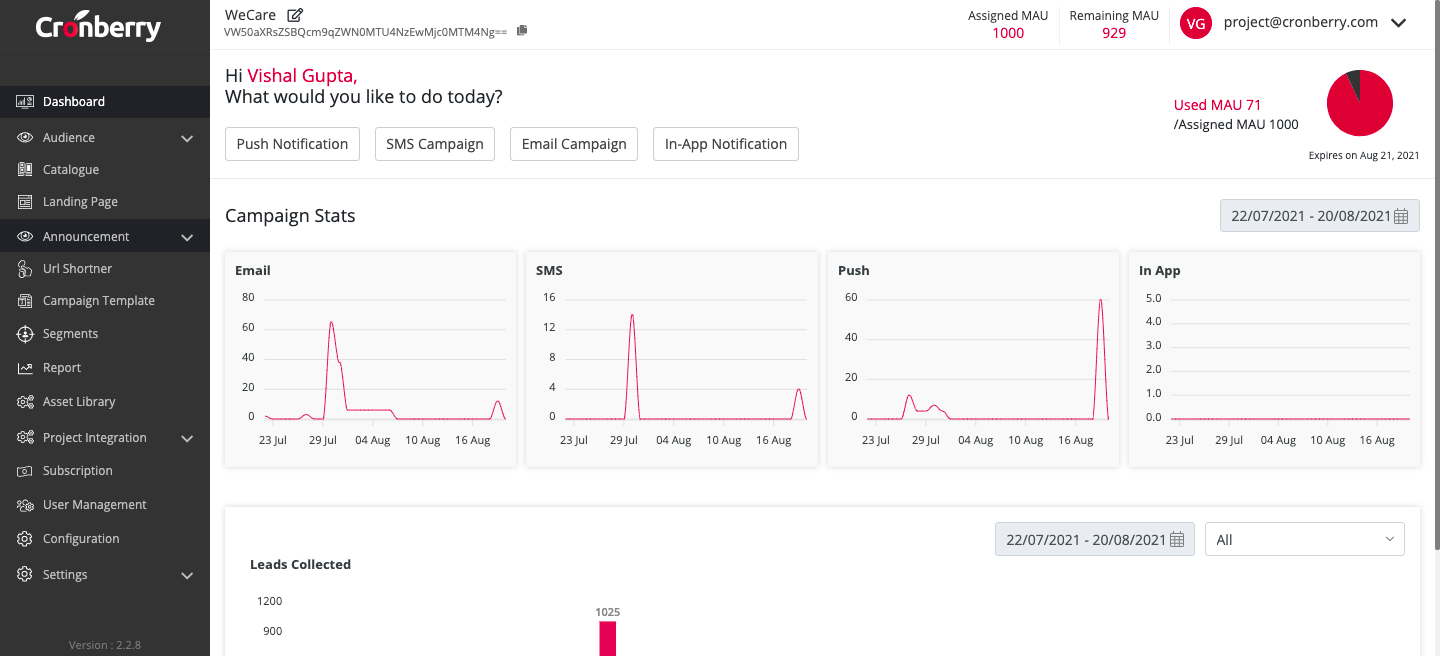 Cronberry
WeCare
VW50aXRsZSBQcm9qZWN0MTU4NzEwMjc0MTM4Ng==
Assigned MAU
1000
Remaining MAU
929
VG
project@cronberry.com
Hi Vishal Gupta,
What would you like to do today?
Push Notification
SMS Campaign
Email Campaign
In-App Notification
Used MAU 71
/Assigned MAU 1000
Expires on Aug 21, 2021
Dashboard
Audience
Catalogue
Landing Page
Announcement
Url Shortner
Campaign Template
Segments
Report
Asset Library
Project Integration
Subscription
User Management
Configuration
Settings
Version : 2.2.8
Campaign Stats
22/07/2021 - 20/08/2021
Email
80
60
40
20
0
23 Jul 29 Jul 04 Aug 10 Aug 16 Aug
SMS
16
12
8
4
0
23 Jul 29 Jul 04 Aug 10 Aug 16 Aug
Push
60
40
20
0
23 Jul 29 Jul 04 Aug 10 Aug 16 Aug
In App
5.0
4.0
3.0
2.0
1.0
0.0
23 Jul 29 Jul 04 Aug 10 Aug 16 Aug
22/07/2021 - 20/08/2021
All
Leads Collected
1200
900
1025